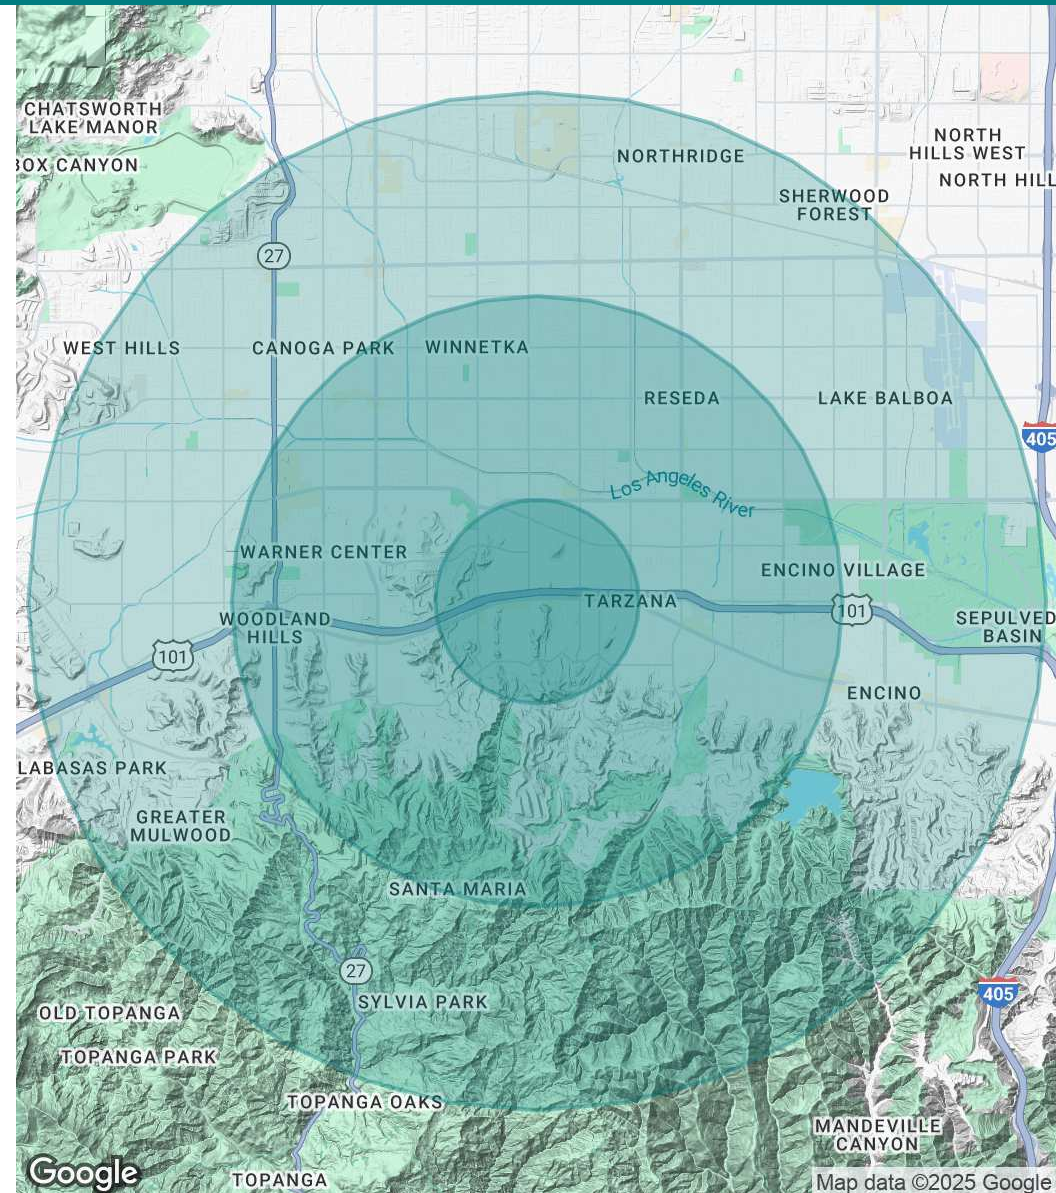 CHATSWORTH
LAKE MANOR
BOX CANYON
NORTHRIDGE
NORTH
HILLS WEST
NORTH HILL
SHERWOOD
FOREST
27
WEST HILLS
CANOGA PARK
WINNETKA
RESEDA
LAKE BALBOA
405
Los Angeles River
WARNER CENTER
ENCINO VILLAGE
TARZANA
101
WOODLAND
HILLS
SEPULVED
BASIN
101
ENCINO
LABASAS PARK
GREATER
MULWOOD
SANTA MARIA
27
SYLVIA PARK
405
OLD TOPANGA
TOPANGA PARK
TOPANGA OAKS
MANDEVILLE
CANYON
Google
TOPANGA
Map data ©2025 Google